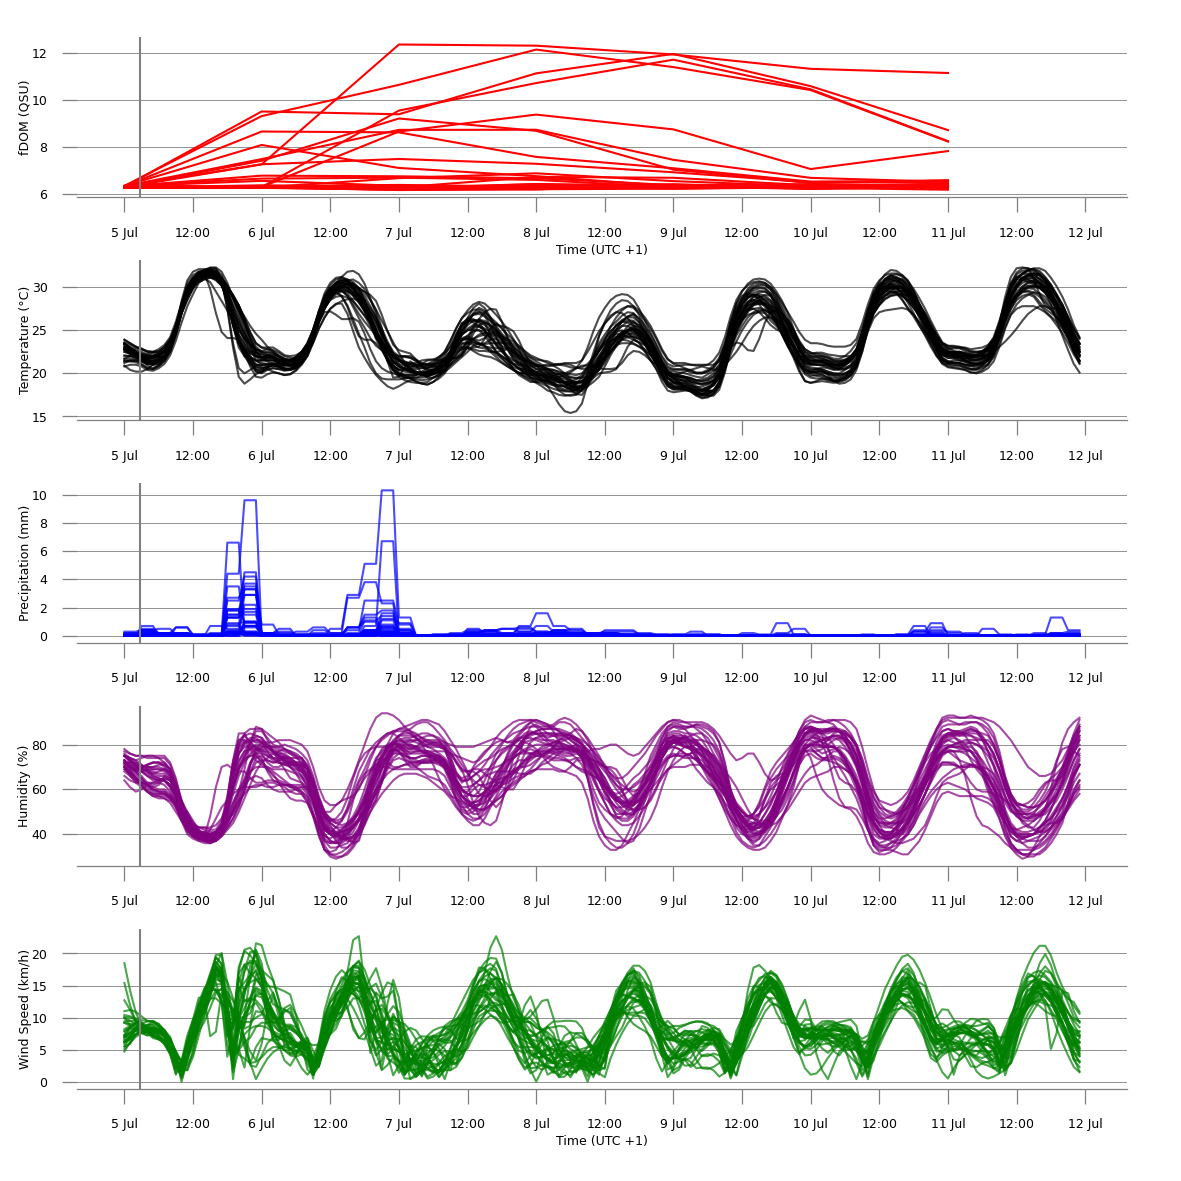 12
10
8
6
fDOM (QSU)
5 Jul 12:00 6 Jul 12:00 7 Jul 12:00 8 Jul 12:00 9 Jul 12:00 10 Jul 12:00 11 Jul 12:00 12 Jul
Time (UTC +1)
30
25
20
15
Temperature (°C)
5 Jul 12:00 6 Jul 12:00 7 Jul 12:00 8 Jul 12:00 9 Jul 12:00 10 Jul 12:00 11 Jul 12:00 12 Jul
10
8
6
4
2
0
Precipitation (mm)
5 Jul 12:00 6 Jul 12:00 7 Jul 12:00 8 Jul 12:00 9 Jul 12:00 10 Jul 12:00 11 Jul 12:00 12 Jul
80
60
40
Humidity (%)
5 Jul 12:00 6 Jul 12:00 7 Jul 12:00 8 Jul 12:00 9 Jul 12:00 10 Jul 12:00 11 Jul 12:00 12 Jul
20
15
10
5
0
Wind Speed (km/h)
5 Jul 12:00 6 Jul 12:00 7 Jul 12:00 8 Jul 12:00 9 Jul 12:00 10 Jul 12:00 11 Jul 12:00 12 Jul
Time (UTC +1)